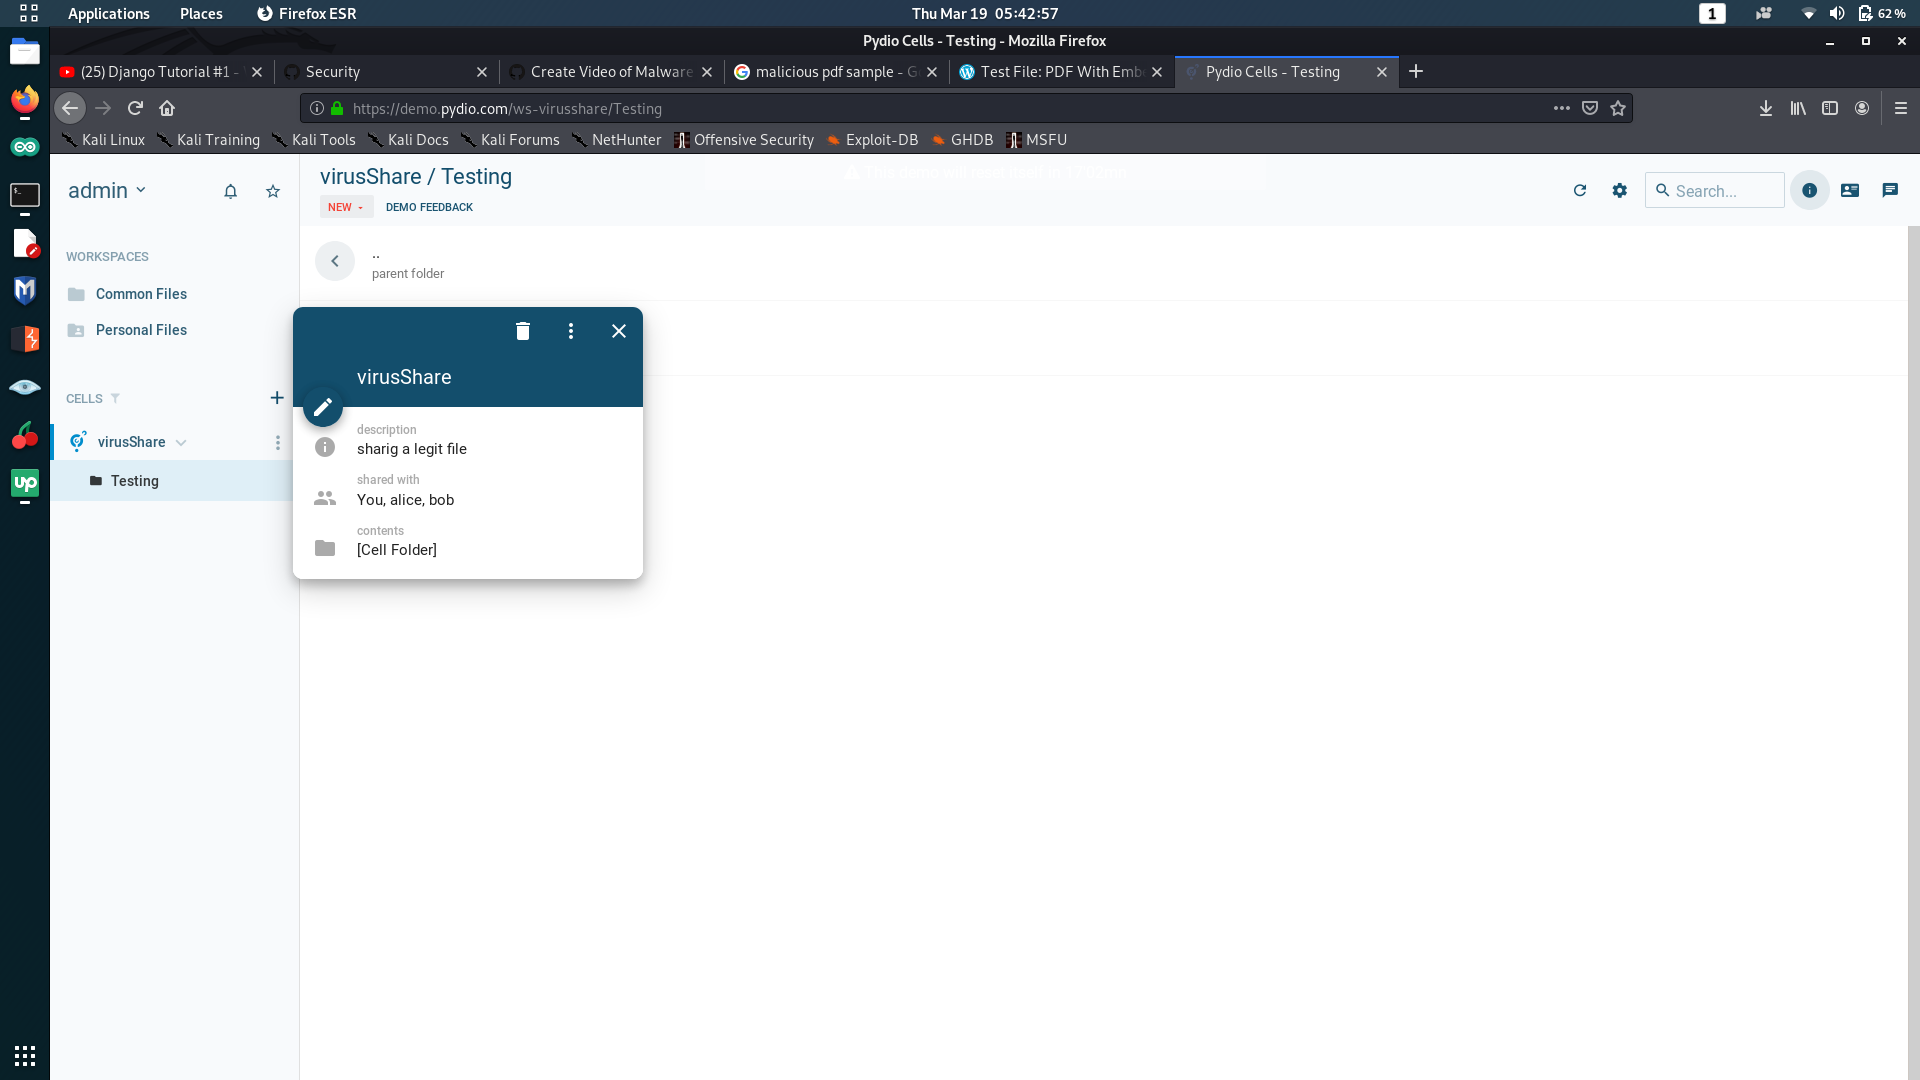 Applications Places Firefox ESR Thu Mar 19 05:42:57 1 62 %
Pydio Cells - Testing - Mozilla Firefox
(25) Django Tutorial #1 - Security Create Video of Malware malicious pdf sample - G Test File: PDF With Embe Pydio Cells - Testing
https://demo.pydio.com/ws-virusshare/Testing
Kali Linux Kali Training Kali Tools Kali Docs Kali Forums NetHunter Offensive Security Exploit-DB GHDB MSFU
admin
virusShare / Testing
NEW DEMO FEEDBACK
Search...
WORKSPACES
Common Files
Personal Files
CELLS
virusShare
Testing
..
parent folder
virusShare
description
sharig a legit file
shared with
You, alice, bob
contents
[Cell Folder]
up